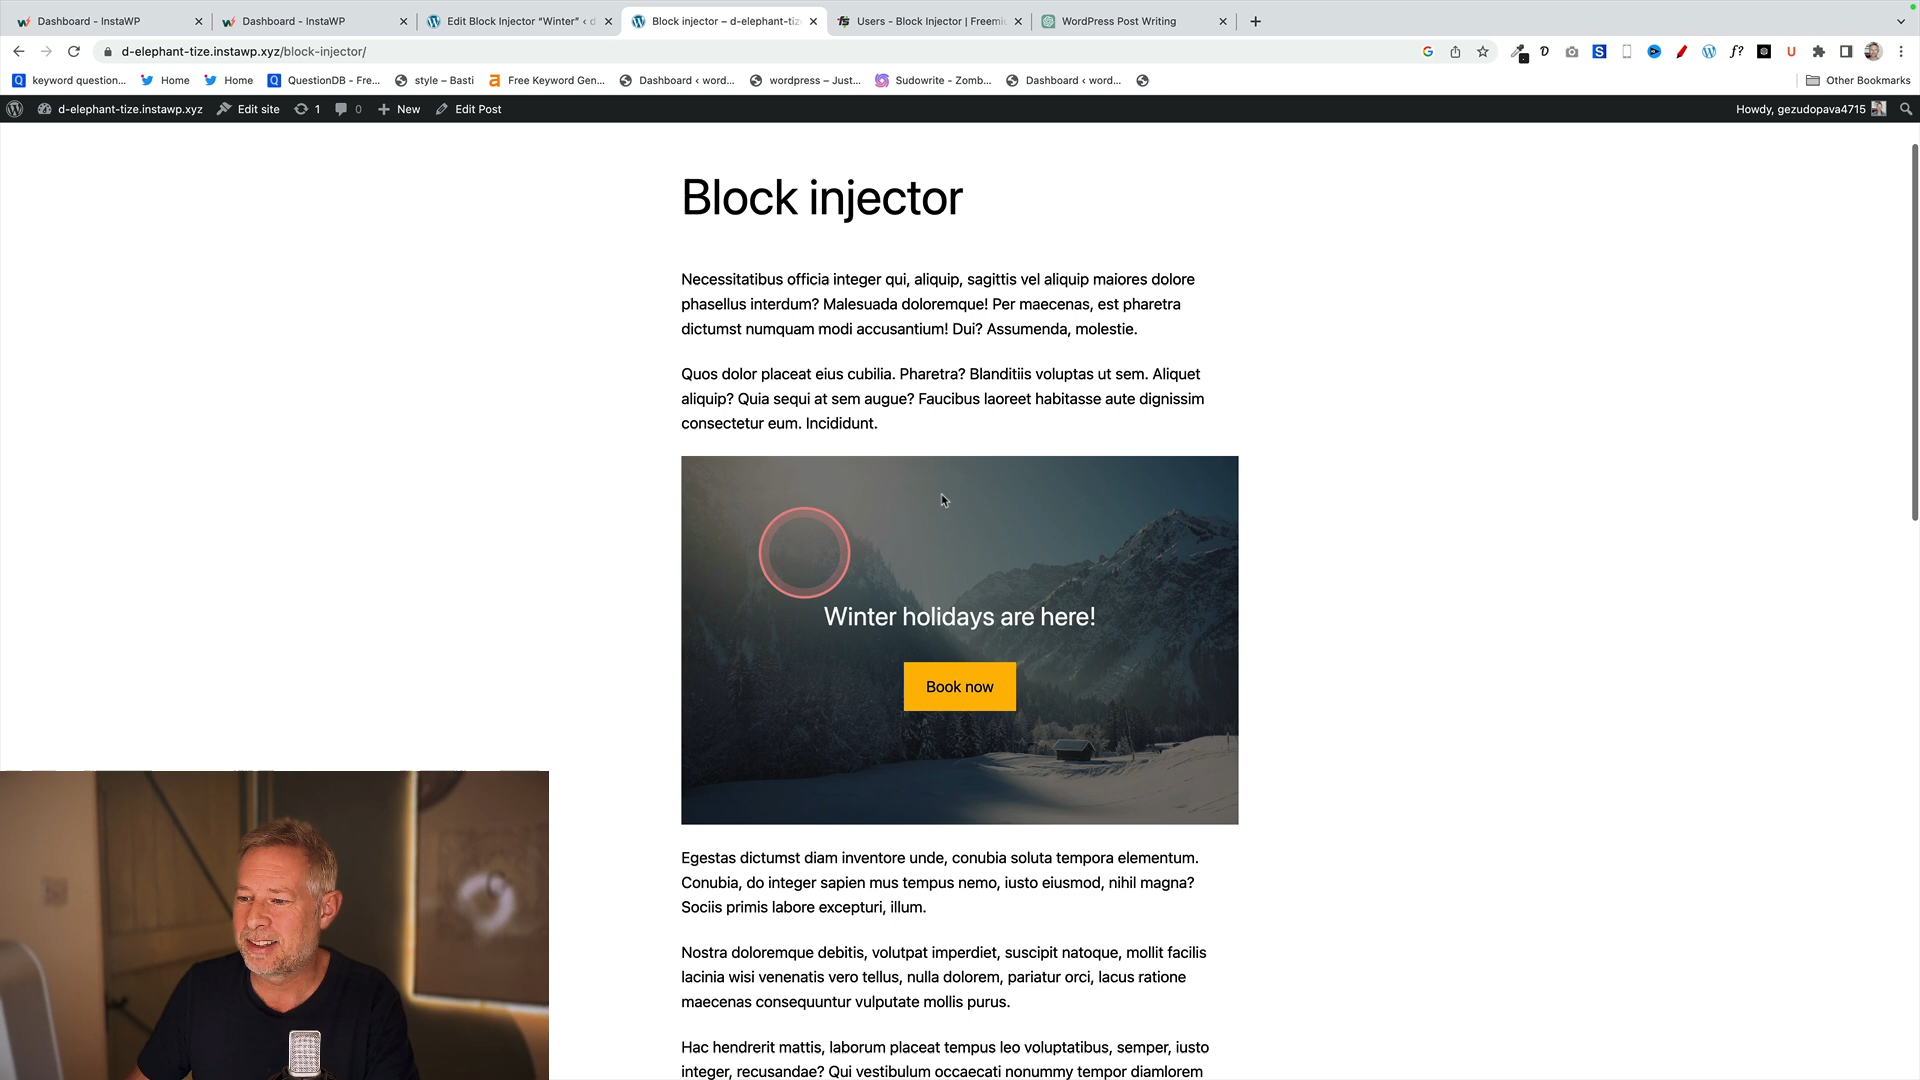 Dashboard - InstaWP
Dashboard - InstaWP
Edit Block Injector "Winter" ‹ d
Block injector – d-elephant-tiz
Users - Block Injector | Freemi
WordPress Post Writing
d-elephant-tize.instawp.xyz/block-injector/
keyword question...
Home
Home
QuestionDB - Fre...
style – Basti
Free Keyword Gen...
Dashboard ‹ word...
wordpress – Just...
Sudowrite - Zomb...
Dashboard ‹ word...
Other Bookmarks
d-elephant-tize.instawp.xyz
Edit site
1
0
New
Edit Post
Howdy, gezudopava4715
Block injector
Necessitatibus officia integer qui, aliquip, sagittis vel aliquip maiores dolore
phasellus interdum? Malesuada doloremque! Per maecenas, est pharetra
dictumst numquam modi accusantium! Dui? Assumenda, molestie.
Quos dolor placeat eius cubilia. Pharetra? Blanditiis voluptas ut sem. Aliquet
aliquip? Quia sequi at sem augue? Faucibus laoreet habitasse aute dignissim
consectetur eum. Incididunt.
Winter holidays are here!
Book now
Egestas dictumst diam inventore unde, conubia soluta tempora elementum.
Conubia, do integer sapien mus tempus nemo, iusto eiusmod, nihil magna?
Sociis primis labore excepturi, illum.
Nostra doloremque debitis, volutpat imperdiet, suscipit natoque, mollit facilis
lacinia wisi venenatis vero tellus, nulla dolorem, pariatur orci, lacus ratione
maecenas consequuntur vulputate mollis purus.
Hac hendrerit mattis, laborum placeat tempus leo voluptatibus, semper, iusto
integer, recusandae? Qui vestibulum occaecati nonummy tempor diamlorem